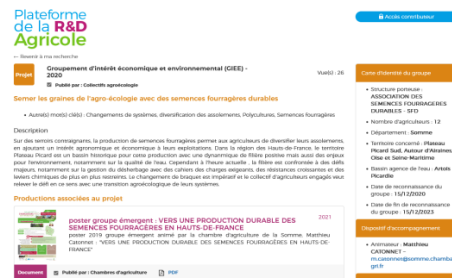 Plateforme
de la R&D
Agricole
Accès contributeur
← Revenir à ma recherche
Projet
Groupement d'intérêt économique et environnemental (GIEE) -
2020
Vue(s) : 26
Publié par : Collectifs agroécologie
Semer les graines de l'agro-écologie avec des semences fourragères durables
Autre(s) mot(s) clé(s) : Changements de systèmes, diversification des assolements, Polycultures, Semences fourragères
Description
Sur des terroirs contraignants, la production de semences fourragères permet aux agriculteurs de diversifier leurs assolements,
en ajoutant un intérêt agronomique et économique à leurs exploitations. Dans la région des Hauts-de-France, le territoire
Plateau Picard est un bassin historique pour cette production avec une dynamique de filière positive mais aussi des enjeux
pour l'environnement, notamment sur la qualité de l'eau. Cependant à l'heure actuelle , la filière est confrontée à des défis
majeurs, notamment sur la gestion du désherbage avec des cahiers des charges exigeants, des résistances croissantes et des
leviers chimiques de plus en plus restreints. Le changement de braquet est impératif et le collectif d'agriculteurs engagés veut
relever le défi en ce sens avec une transition agroécologique de leurs systèmes.
Productions associées au projet
poster groupe émergent : VERS UNE PRODUCTION DURABLE DES
SEMENCES FOURRAGÈRES EN HAUTS-DE-FRANCE
2021
poster 2019 groupe émergent animé par la chambre d'agriculture de la Somme. Matthieu
Catonnet - "VERS UNE PRODUCTION DURABLE DES SEMENCES FOURRAGÈRES EN HAUTS-DE-
FRANCE"
Document
Publié par : Chambres d'agriculture
PDF
Carte d'identité du groupe
Structure porteuse :
ASSOCIATION DES
SEMENCES FOURRAGERES
DURABLES - SFD
Nombre d'agriculteurs : 12
Département : Somme
Territoire concerné : Plateau
Picard Sud, Autour d'Airaines,
Oise et Seine-Maritime
Bassin agence de l'eau : Artois
Picardie
Date de reconnaissance du
groupe : 15/12/2020
Date de fin de reconnaissance
du groupe : 15/12/2023
Dispositif d'accompagnement
Animateur : Matthieu
CATONNET -
m.catonnet@somme.chamba
gri.fr